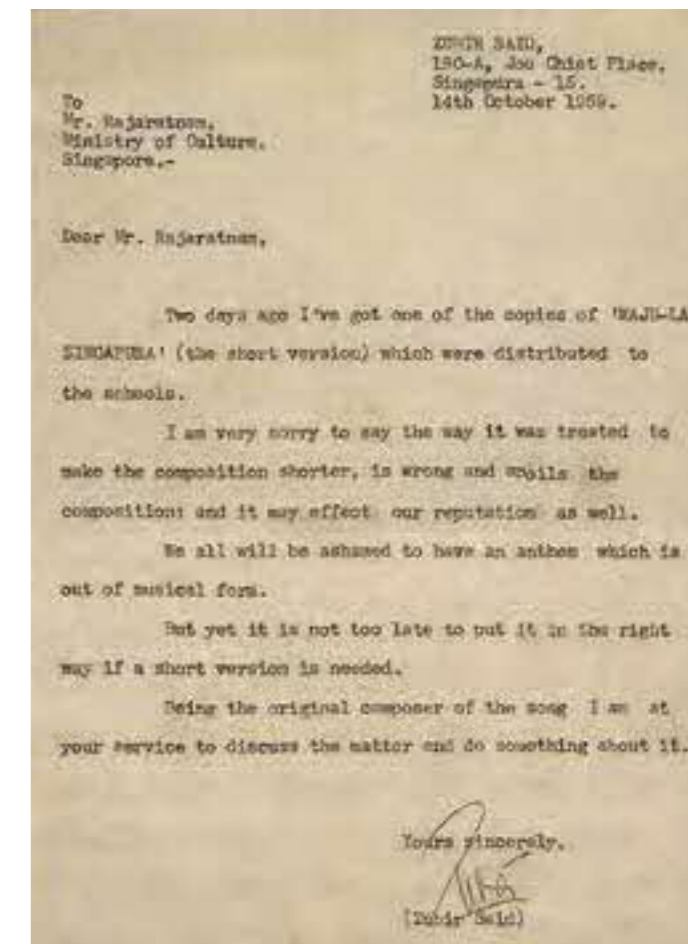 ZUBIR SAID,
190-A, Joo Chiat Place,
Singapura - 15.
14th October 1959.
To
Mr. Rajaratnam,
Ministry of Culture,
Singapore.-
Dear Mr. Rajaratnam,
Two days ago I've got one of the copies of 'MAJU-LA
SINGAPURA' (the short version) which were distributed to
the schools.
I am very sorry to say the way it was treated to
make the composition shorter, is wrong and spoils the
composition: and it may effect our reputation as well.
We all will be ashamed to have an anthem which is
out of musical form.
But yet it is not too late to put it in the right
way if a short version is needed.
Being the original composer of the song I am at
your service to discuss the matter and do something about it.
Yours sincerely,
(Zubir Said)